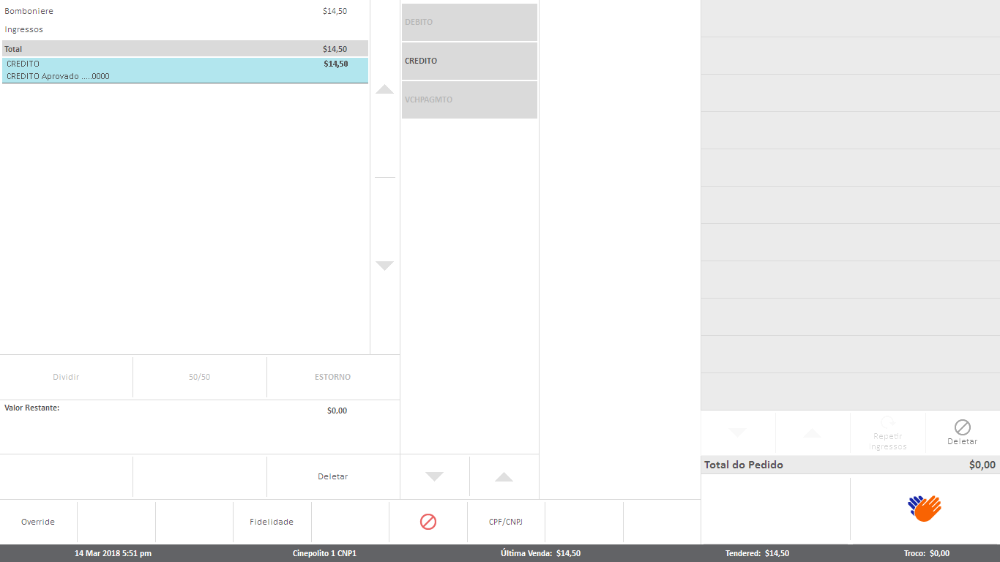 Bomboniere $14,50
Ingressos
Total $14,50
CREDITO $14,50
CREDITO Aprovado .....0000
DEBITO
CREDITO
VCHPAGMTO
Dividir 50/50 ESTORNO
Valor Restante: $0,00
Deletar
Repetir
Ingressos
Deletar
Total do Pedido $0,00
Override Fidelidade CPF/CNPJ
14 Mar 2018 5:51 pm Cinepolito 1 CNP1 Última Venda: $14,50 Tendered: $14,50 Troco: $0,00